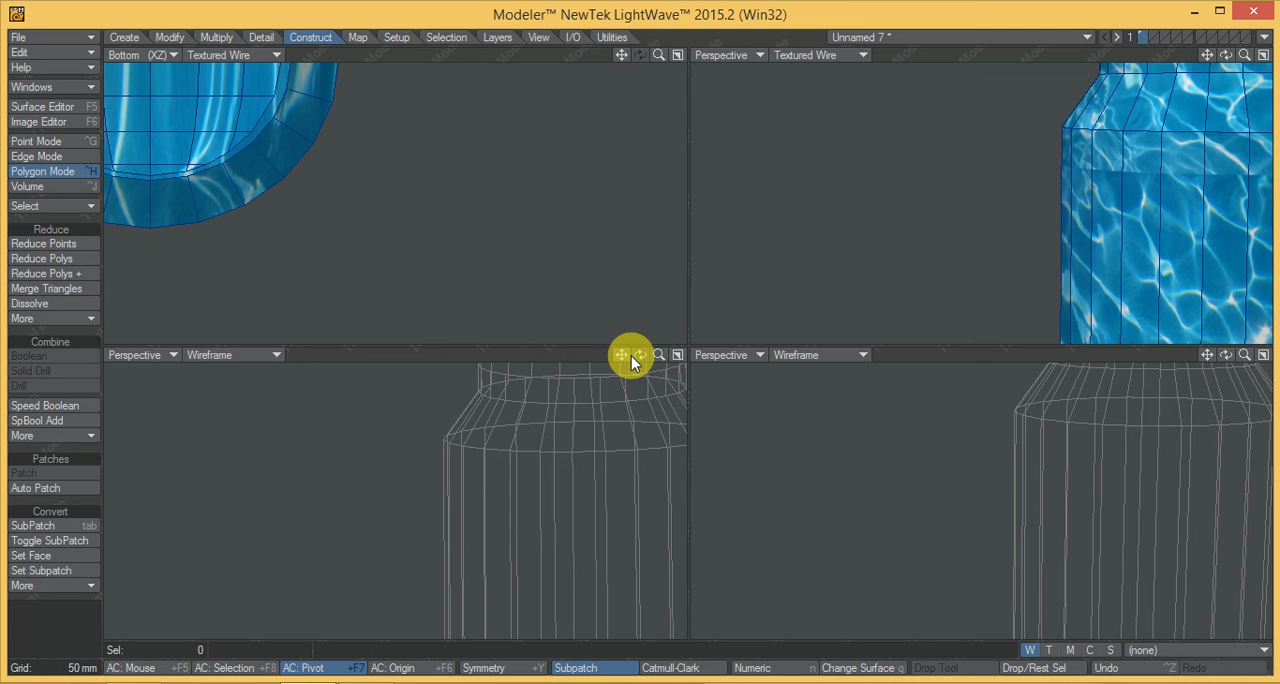 Modeler™ NewTek LightWave™ 2015.2 (Win32)
File Create Modify Multiply Detail Construct Map Setup Selection Layers View I/O Utilities Unnamed 7 * 1
Edit Bottom (XZ) Textured Wire Perspective Textured Wire
Help
Windows
Surface Editor F5
Image Editor F6
Point Mode ^G
Edge Mode
Polygon Mode ^H
Volume ^J
Select
Reduce
Reduce Points
Reduce Polys
Reduce Polys +
Merge Triangles
Dissolve
More
Combine
Boolean Perspective Wireframe Perspective Wireframe
Solid Drill
Drill
Speed Boolean
SpBool Add
More
Patches
Patch
Auto Patch
Convert
SubPatch tab
Toggle SubPatch
Set Face
Set Subpatch
More
Sel: 0 W T M C S (none)
Grid: 50 mm AC: Mouse +F5 AC: Selection +F8 AC: Pivot +F7 AC: Origin +F6 Symmetry +Y Subpatch Catmull-Clark Numeric n Change Surface q Drop Tool Drop/Rest Sel Undo ^Z Redo